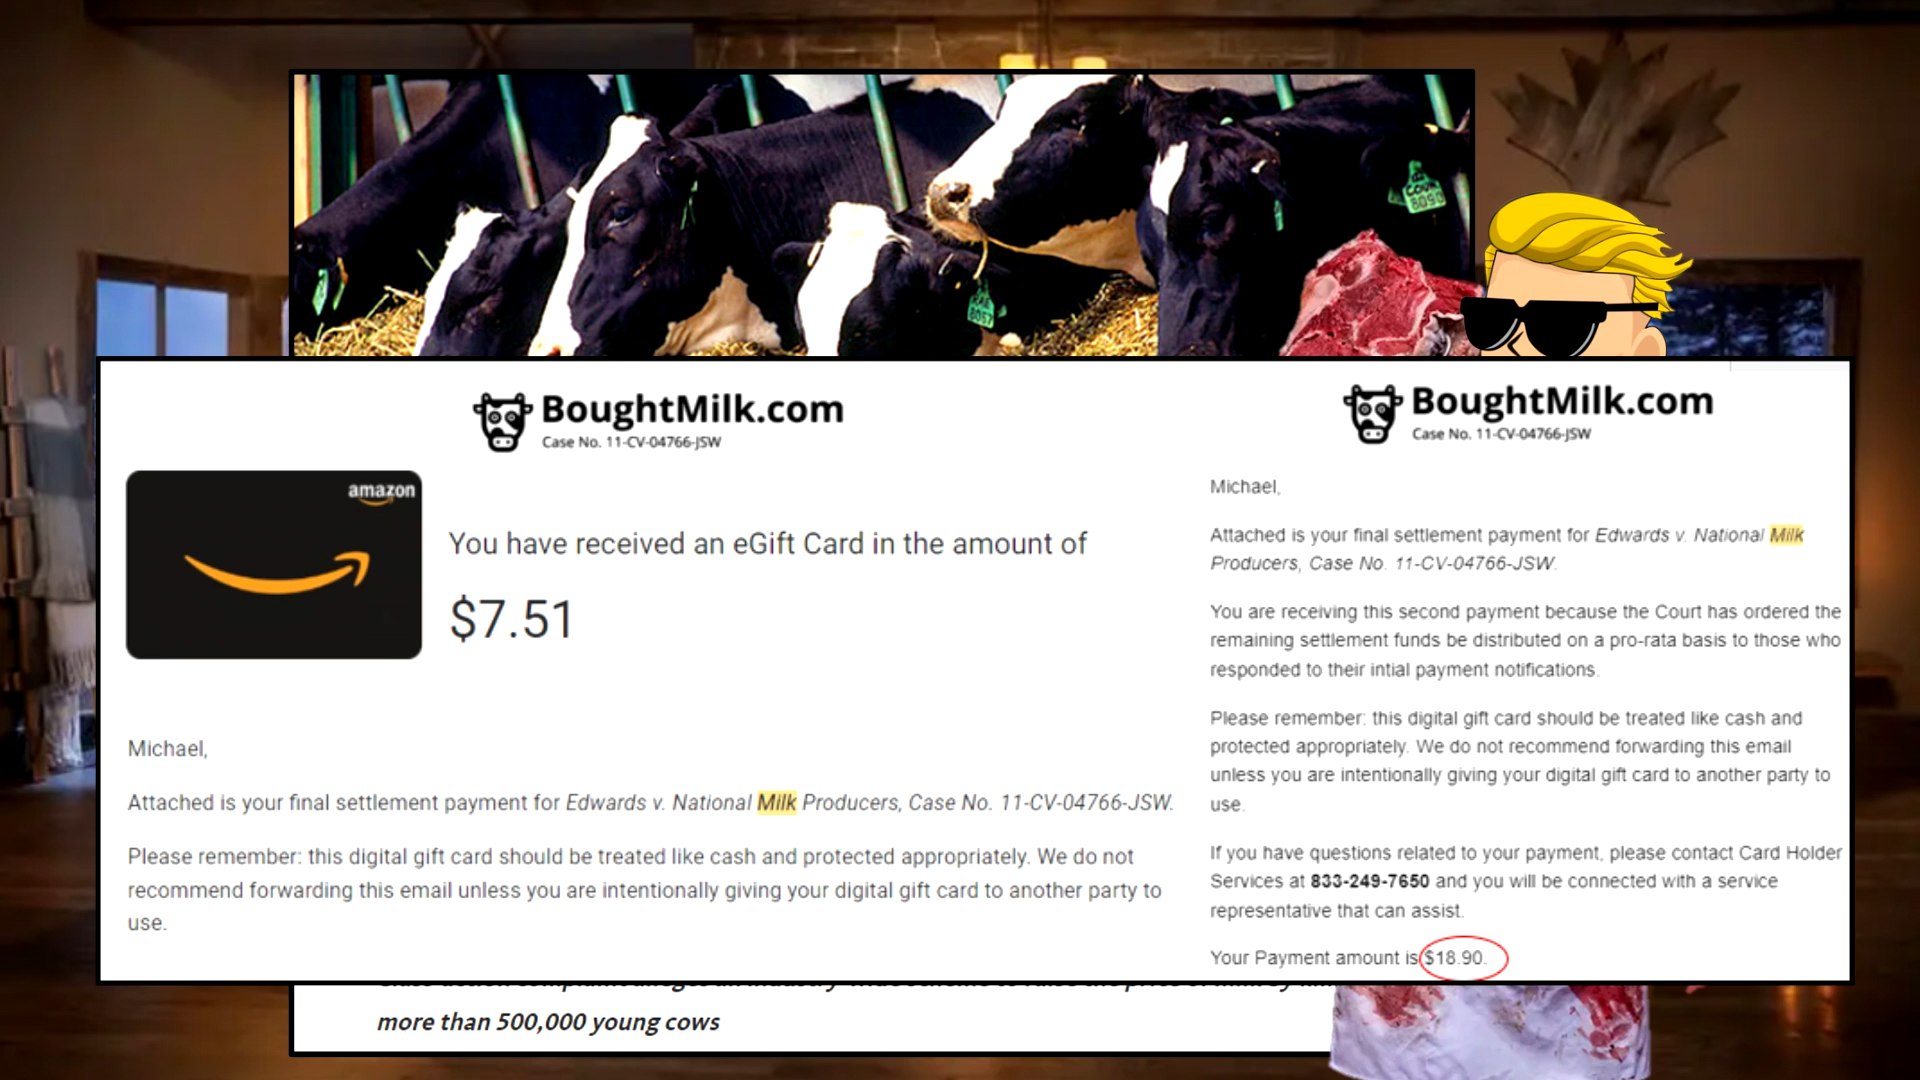 COW
8090
8067
BoughtMilk.com
Case No. 11-CV-04766-JSW
amazon
You have received an eGift Card in the amount of
$7.51
Michael,
Attached is your final settlement payment for Edwards v. National Milk Producers, Case No. 11-CV-04766-JSW.
Please remember: this digital gift card should be treated like cash and protected appropriately. We do not
recommend forwarding this email unless you are intentionally giving your digital gift card to another party to
use.
BoughtMilk.com
Case No. 11-CV-04766-JSW
Michael,
Attached is your final settlement payment for Edwards v. National Milk
Producers, Case No. 11-CV-04766-JSW.
You are receiving this second payment because the Court has ordered the
remaining settlement funds be distributed on a pro-rata basis to those who
responded to their intial payment notifications.
Please remember: this digital gift card should be treated like cash and
protected appropriately. We do not recommend forwarding this email
unless you are intentionally giving your digital gift card to another party to
use.
If you have questions related to your payment, please contact Card Holder
Services at 833-249-7650 and you will be connected with a service
representative that can assist.
Your Payment amount is $18.90.
more than 500,000 young cows